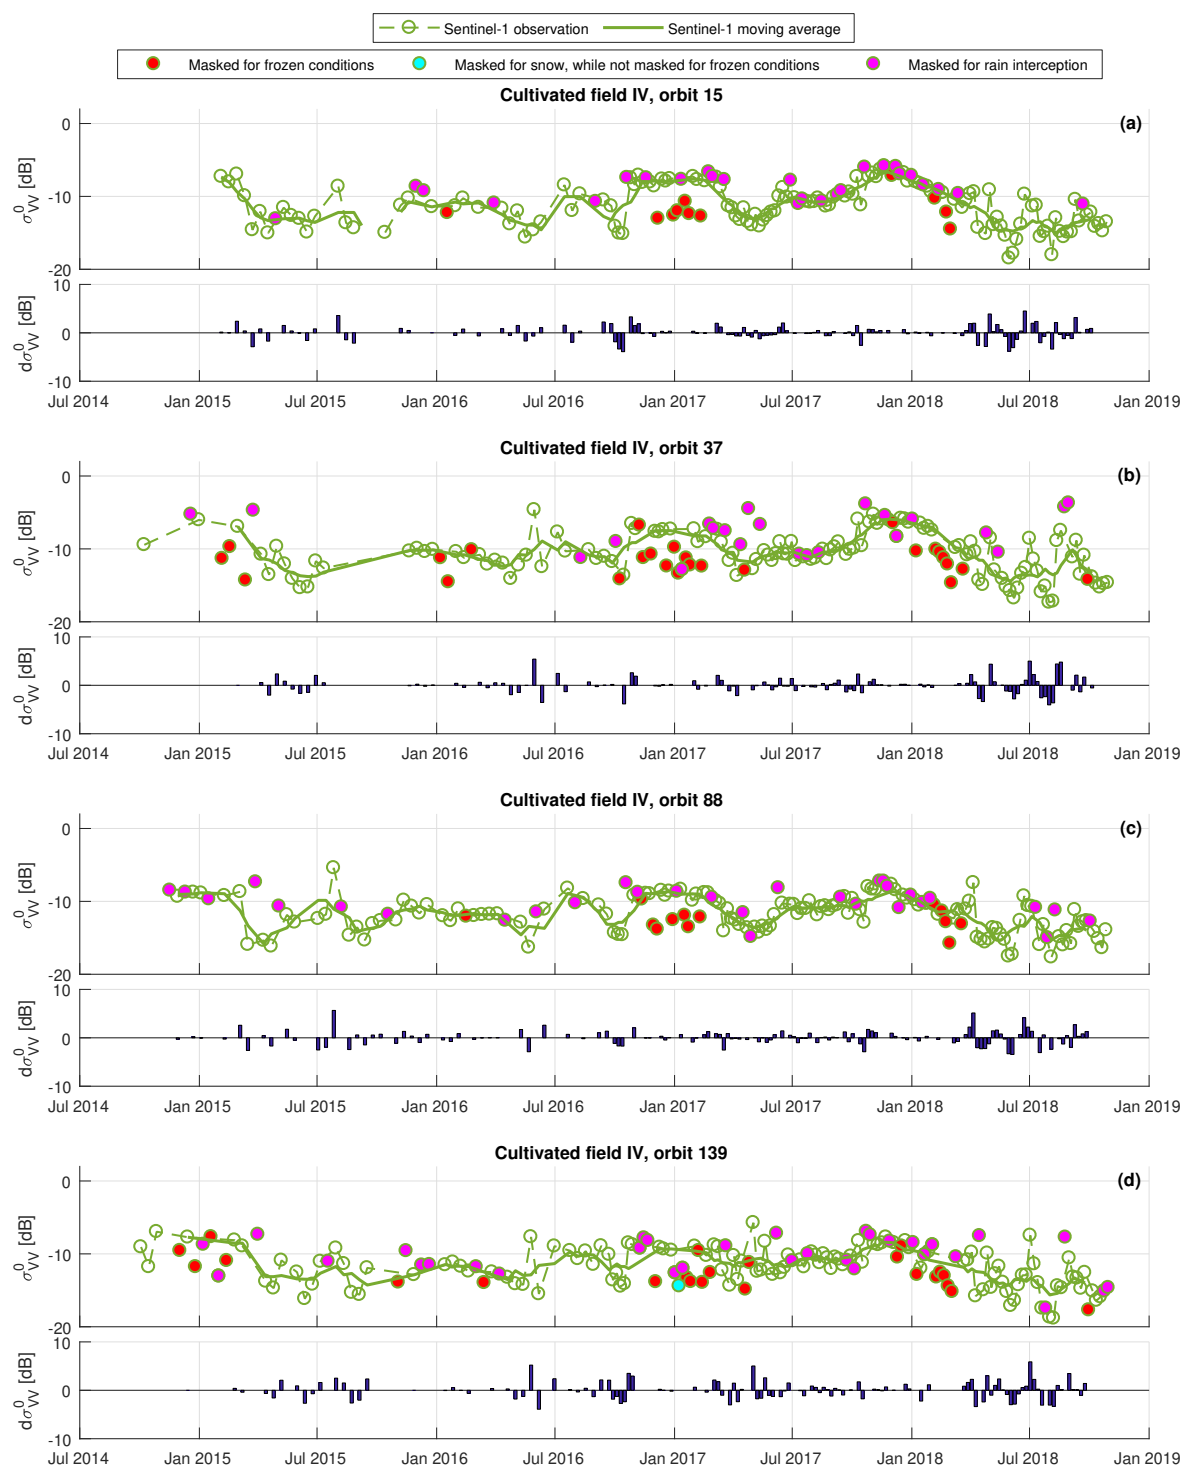 Sentinel-1 observation Sentinel-1 moving average
Masked for frozen conditions Masked for snow, while not masked for frozen conditions Masked for rain interception
Cultivated field IV, orbit 15
(a)
σ⁰VV [dB]
0
-10
-20
dσ⁰VV [dB]
10
0
-10
Jul 2014 Jan 2015 Jul 2015 Jan 2016 Jul 2016 Jan 2017 Jul 2017 Jan 2018 Jul 2018 Jan 2019
Cultivated field IV, orbit 37
(b)
σ⁰VV [dB]
0
-10
-20
dσ⁰VV [dB]
10
0
-10
Jul 2014 Jan 2015 Jul 2015 Jan 2016 Jul 2016 Jan 2017 Jul 2017 Jan 2018 Jul 2018 Jan 2019
Cultivated field IV, orbit 88
(c)
σ⁰VV [dB]
0
-10
-20
dσ⁰VV [dB]
10
0
-10
Jul 2014 Jan 2015 Jul 2015 Jan 2016 Jul 2016 Jan 2017 Jul 2017 Jan 2018 Jul 2018 Jan 2019
Cultivated field IV, orbit 139
(d)
σ⁰VV [dB]
0
-10
-20
dσ⁰VV [dB]
10
0
-10
Jul 2014 Jan 2015 Jul 2015 Jan 2016 Jul 2016 Jan 2017 Jul 2017 Jan 2018 Jul 2018 Jan 2019